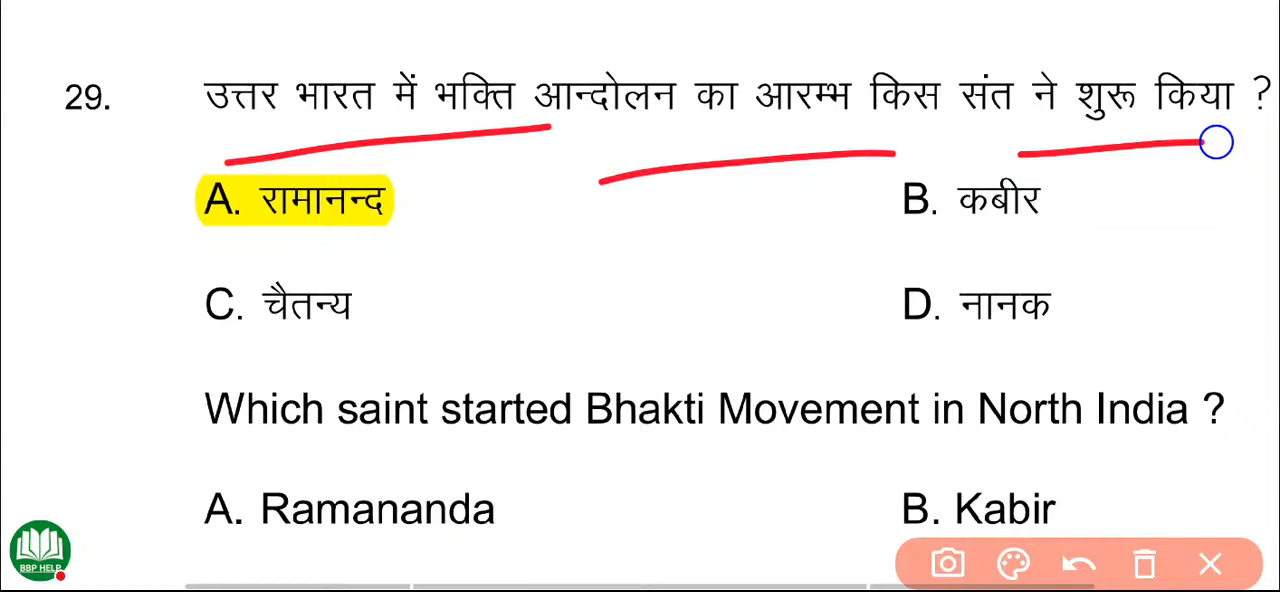 29. उत्तर भारत में भक्ति आन्दोलन का आरम्भ किस संत ने शुरू किया ?
A. रामानन्द B. कबीर
C. चैतन्य D. नानक
Which saint started Bhakti Movement in North India ?
A. Ramananda B. Kabir
BBP HELP